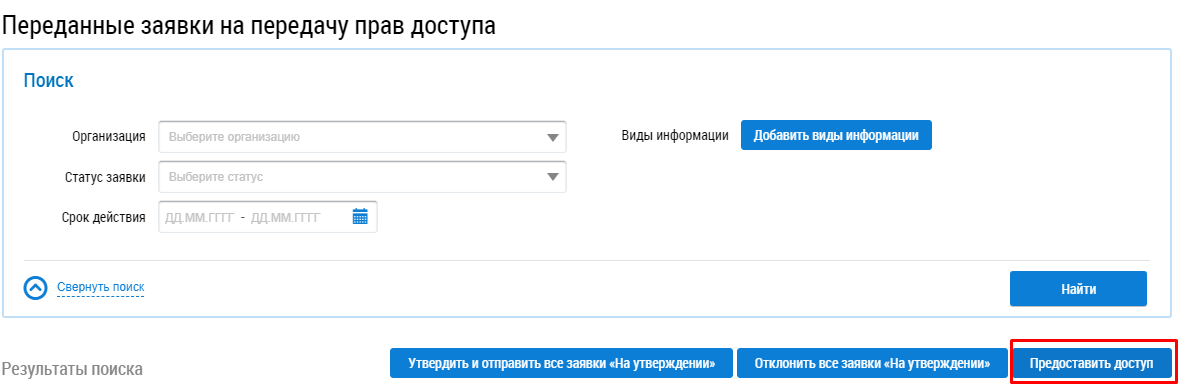 Переданные заявки на передачу прав доступа
Поиск
Организация Выберите организацию Виды информации Добавить виды информации
Статус заявки Выберите статус
Срок действия ДД.ММ.ГГГГ - ДД.ММ.ГГГГ
Свернуть поиск Найти
Результаты поиска Утвердить и отправить все заявки «На утверждении» Отклонить все заявки «На утверждении» Предоставить доступ